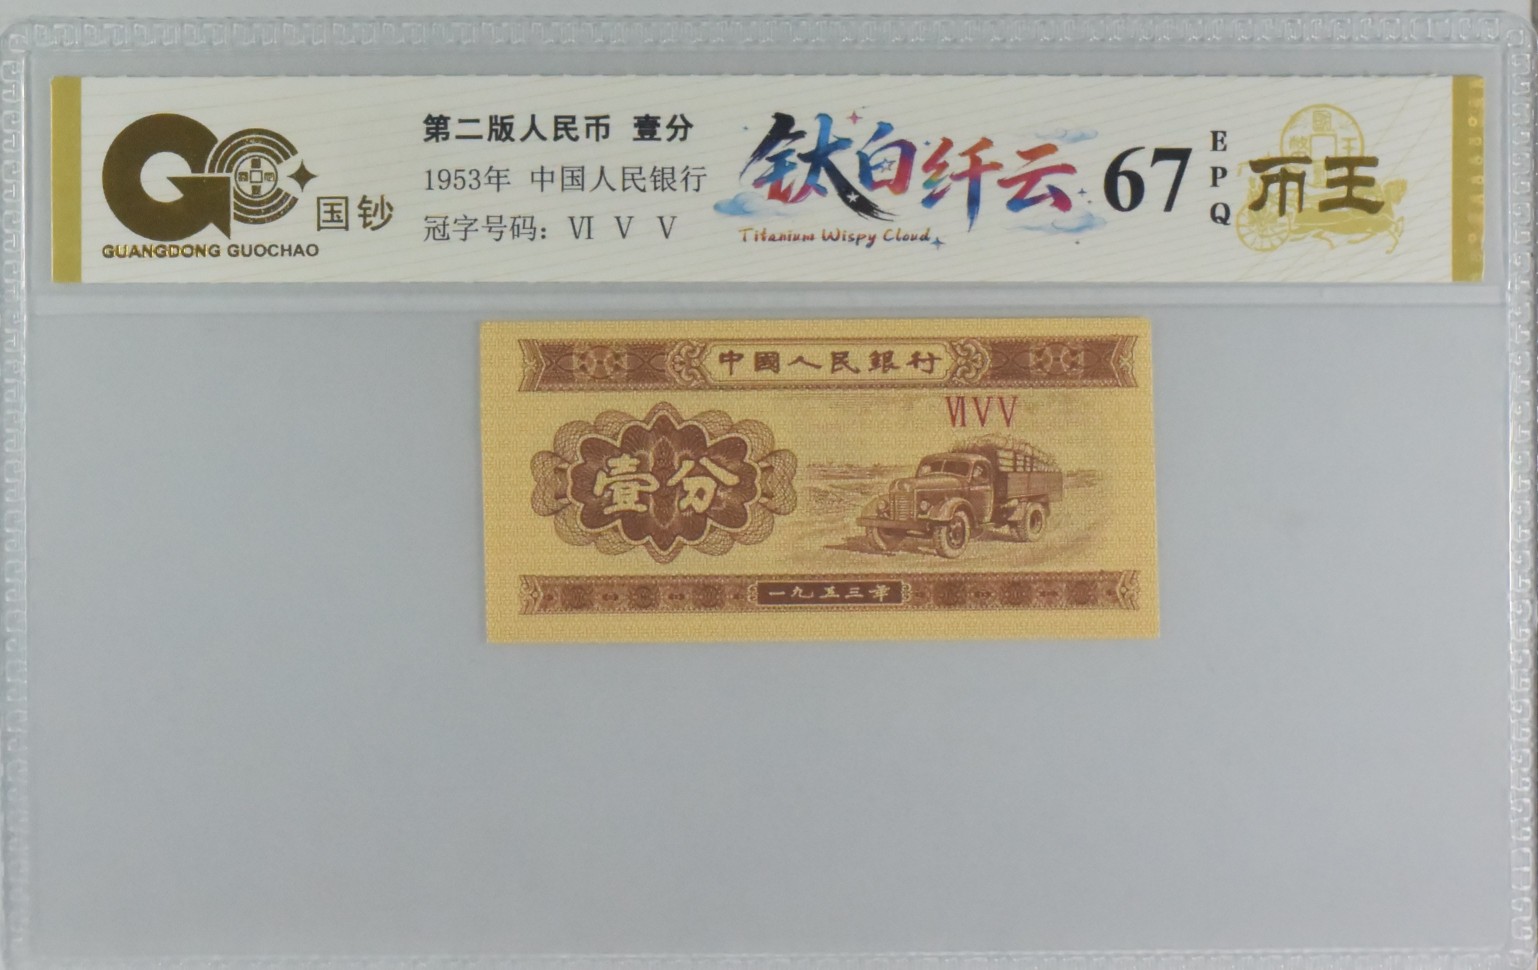 国钞
GUANGDONG GUOCHAO
第二版人民币 壹分
1953年 中国人民银行
冠字号码：Ⅵ Ⅴ Ⅴ
钛白纤云
Titanium Wispy Cloud
67
EPQ
币王
中國人民銀行
ⅥⅤⅤ
壹分
一九五三年